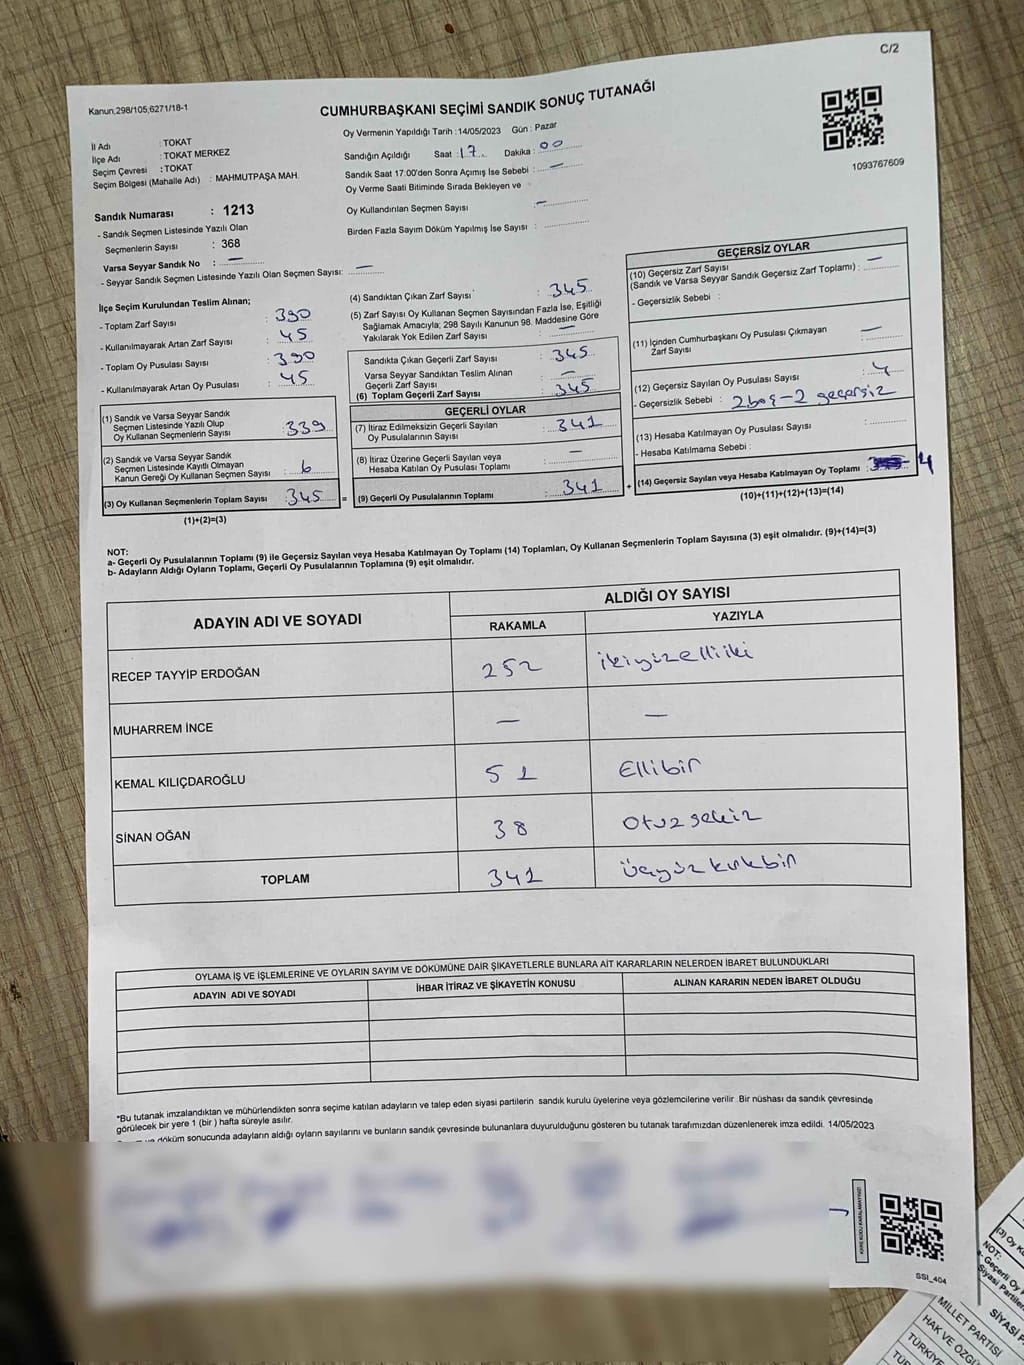 C/2
Kanun,298/105,6271/18-1
CUMHURBAŞKANI SEÇİMİ SANDIK SONUÇ TUTANAĞI
İl Adı : TOKAT
İlçe Adı : TOKAT MERKEZ
Seçim Çevresi : TOKAT
Seçim Bölgesi (Mahalle Adı) : MAHMUTPAŞA MAH.
Oy Vermenin Yapıldığı Tarih : 14/05/2023 Gün : Pazar
Sandığın Açıldığı Saat : 17 Dakika : 00
Sandık Saat 17:00'den Sonra Açımış İse Sebebi : —
Oy Verme Saati Bitiminde Sırada Bekleyen ve
Oy Kullandırılan Seçmen Sayısı : —
Birden Fazla Sayım Döküm Yapılmış İse Sayısı :
1093767609
Sandık Numarası : 1213
- Sandık Seçmen Listesinde Yazılı Olan
Seçmenlerin Sayısı : 368
Varsa Seyyar Sandık No : —
- Seyyar Sandık Seçmen Listesinde Yazılı Olan Seçmen Sayısı: —
İlçe Seçim Kurulundan Teslim Alınan;
- Toplam Zarf Sayısı : 390
- Kullanılmayarak Artan Zarf Sayısı : 45
- Toplam Oy Pusulası Sayısı : 390
- Kullanılmayarak Artan Oy Pusulası : 45
(1) Sandık ve Varsa Seyyar Sandık
Seçmen Listesinde Yazılı Olup
Oy Kullanan Seçmenlerin Sayısı : 339
(2) Sandık ve Varsa Seyyar Sandık
Seçmen Listesinde Kayıtlı Olmayan
Kanun Gereği Oy Kullanan Seçmen Sayısı : 6
(3) Oy Kullanan Seçmenlerin Toplam Sayısı : 345 =
(1)+(2)=(3)
(4) Sandıktan Çıkan Zarf Sayısı : 345
(5) Zarf Sayısı Oy Kullanan Seçmen Sayısından Fazla İse, Eşitliği
Sağlamak Amacıyla; 298 Sayılı Kanunun 98. Maddesine Göre
Yakılarak Yok Edilen Zarf Sayısı : —
Sandıkta Çıkan Geçerli Zarf Sayısı : 345
Varsa Seyyar Sandıktan Teslim Alınan
Geçerli Zarf Sayısı : —
(6) Toplam Geçerli Zarf Sayısı : 345
GEÇERLİ OYLAR
(7) İtiraz Edilmeksizin Geçerli Sayılan
Oy Pusulalarının Sayısı : 341
(8) İtiraz Üzerine Geçerli Sayılan veya
Hesaba Katılan Oy Pusulası Toplamı : —
(9) Geçerli Oy Pusulalarının Toplamı : 341 +
GEÇERSİZ OYLAR
(10) Geçersiz Zarf Sayısı
(Sandık ve Varsa Seyyar Sandık Geçersiz Zarf Toplamı) : —
- Geçersizlik Sebebi :
(11) İçinden Cumhurbaşkanı Oy Pusulası Çıkmayan
Zarf Sayısı : —
(12) Geçersiz Sayılan Oy Pusulası Sayısı : 4
- Geçersizlik Sebebi : 2 boş - 2 geçersiz
(13) Hesaba Katılmayan Oy Pusulası Sayısı :
- Hesaba Katılmama Sebebi :
(14) Geçersiz Sayılan veya Hesaba Katılmayan Oy Toplamı : 4
(10)+(11)+(12)+(13)=(14)
NOT:
a- Geçerli Oy Pusulalarının Toplamı (9) ile Geçersiz Sayılan veya Hesaba Katılmayan Oy Toplamı (14) Toplamları, Oy Kullanan Seçmenlerin Toplam Sayısına (3) eşit olmalıdır. (9)+(14)=(3)
b- Adayların Aldığı Oyların Toplamı, Geçerli Oy Pusulalarının Toplamına (9) eşit olmalıdır.
ADAYIN ADI VE SOYADI ALDIĞI OY SAYISI
RAKAMLA YAZIYLA
RECEP TAYYİP ERDOĞAN 252 ikiyüzelliiki
MUHARREM İNCE — —
KEMAL KILIÇDAROĞLU 51 Ellibir
SİNAN OĞAN 38 Otuzsekiz
TOPLAM 341 Üçyüzkırkbir
OYLAMA İŞ VE İŞLEMLERİNE VE OYLARIN SAYIM VE DÖKÜMÜNE DAİR ŞİKAYETLERLE BUNLARA AİT KARARLARIN NELERDEN İBARET BULUNDUKLARI
ADAYIN ADI VE SOYADI İHBAR İTİRAZ VE ŞİKAYETİN KONUSU ALINAN KARARIN NEDEN İBARET OLDUĞU
*Bu tutanak imzalandıktan ve mühürlendikten sonra seçime katılan adayların ve talep eden siyasi partilerin sandık kurulu üyelerine veya gözlemcilerine verilir. Bir nüshası da sandık çevresinde
görülecek bir yere 1 (bir ) hafta süreyle asılır.
döküm sonucunda adayların aldığı oyların sayılarını ve bunların sandık çevresinde bulunanlara duyurulduğunu gösteren bu tutanak tarafımızdan düzenlenerek imza edildi. 14/05/2023
SSI_404
(3) Oy
NOT:
a- Geçerli Oy
Siyasi Partiler
SİYASİ
MİLLET PARTİSİ
HAK VE